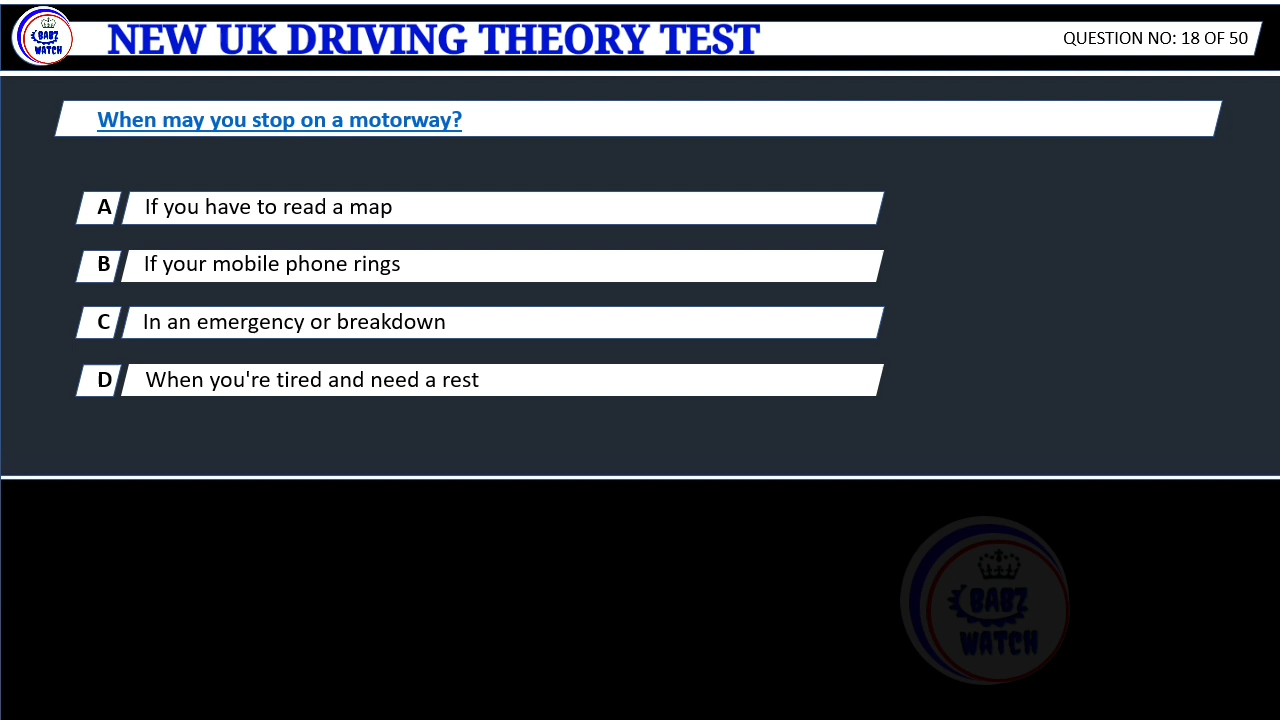 BABZ
WATCH
NEW UK DRIVING THEORY TEST
QUESTION NO: 18 OF 50
When may you stop on a motorway?
A If you have to read a map
B If your mobile phone rings
C In an emergency or breakdown
D When you're tired and need a rest
BABZ
WATCH